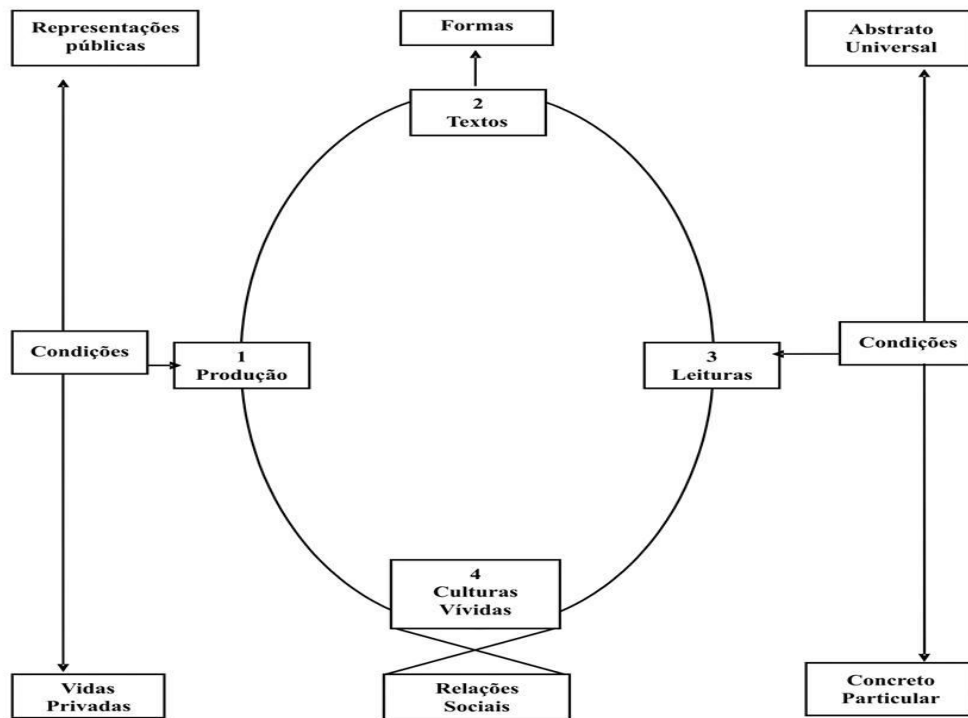 Representações
públicas
Formas
Abstrato
Universal
2
Textos
Condições
1
Produção
3
Leituras
Condições
4
Culturas
Vívidas
Vidas
Privadas
Relações
Sociais
Concreto
Particular